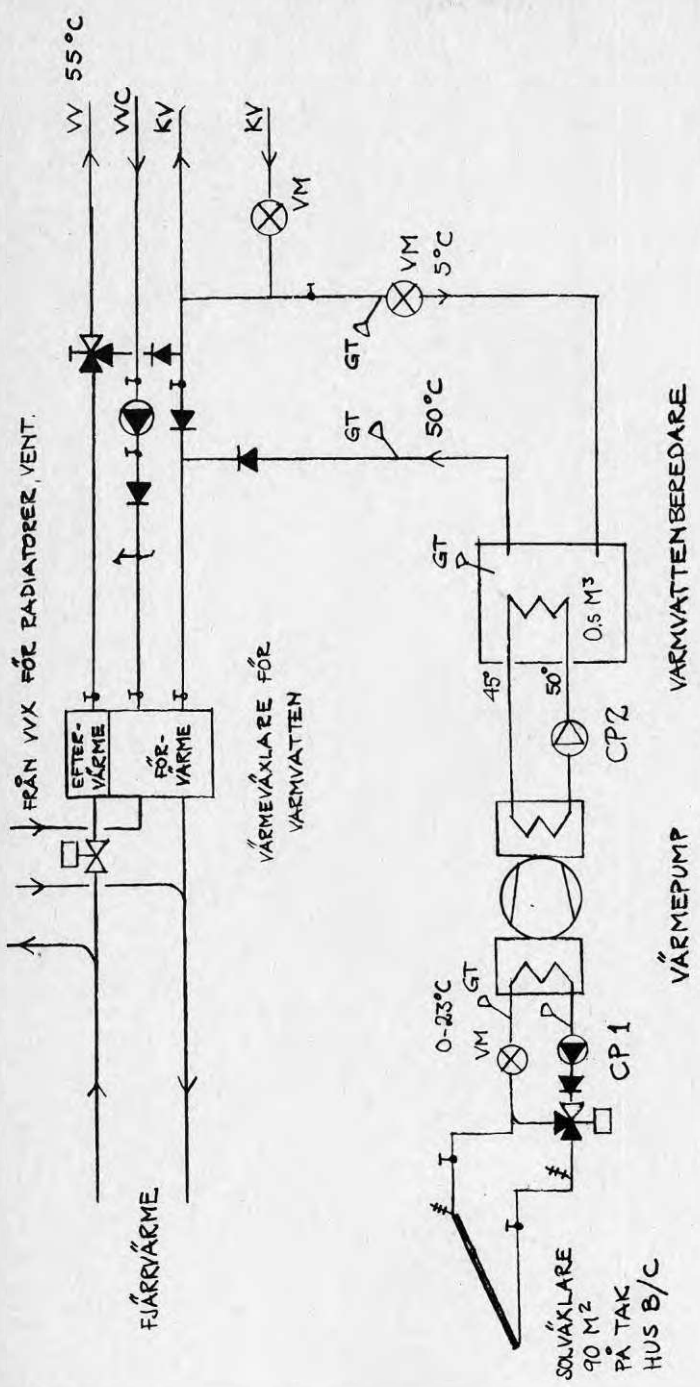 FJÄRRVÄRME
FRÅN VVX FÖR RADIATORER, VENT.
EFTER-
VÄRME
FÖR-
VÄRME
VÄRMEVÄXLARE FÖR
VARMVATTEN
VV 55°C
VVC
KV
KV
VM
GT
VM
5°C
GT
50°C
SOLVÄXLARE
90 M²
PÅ TAK
HUS B/C
0-23°C
VM
GT
CP1
VÄRMEPUMP
CP2
45°
50°
GT
0.5 M³
VARMVATTENBEREDARE